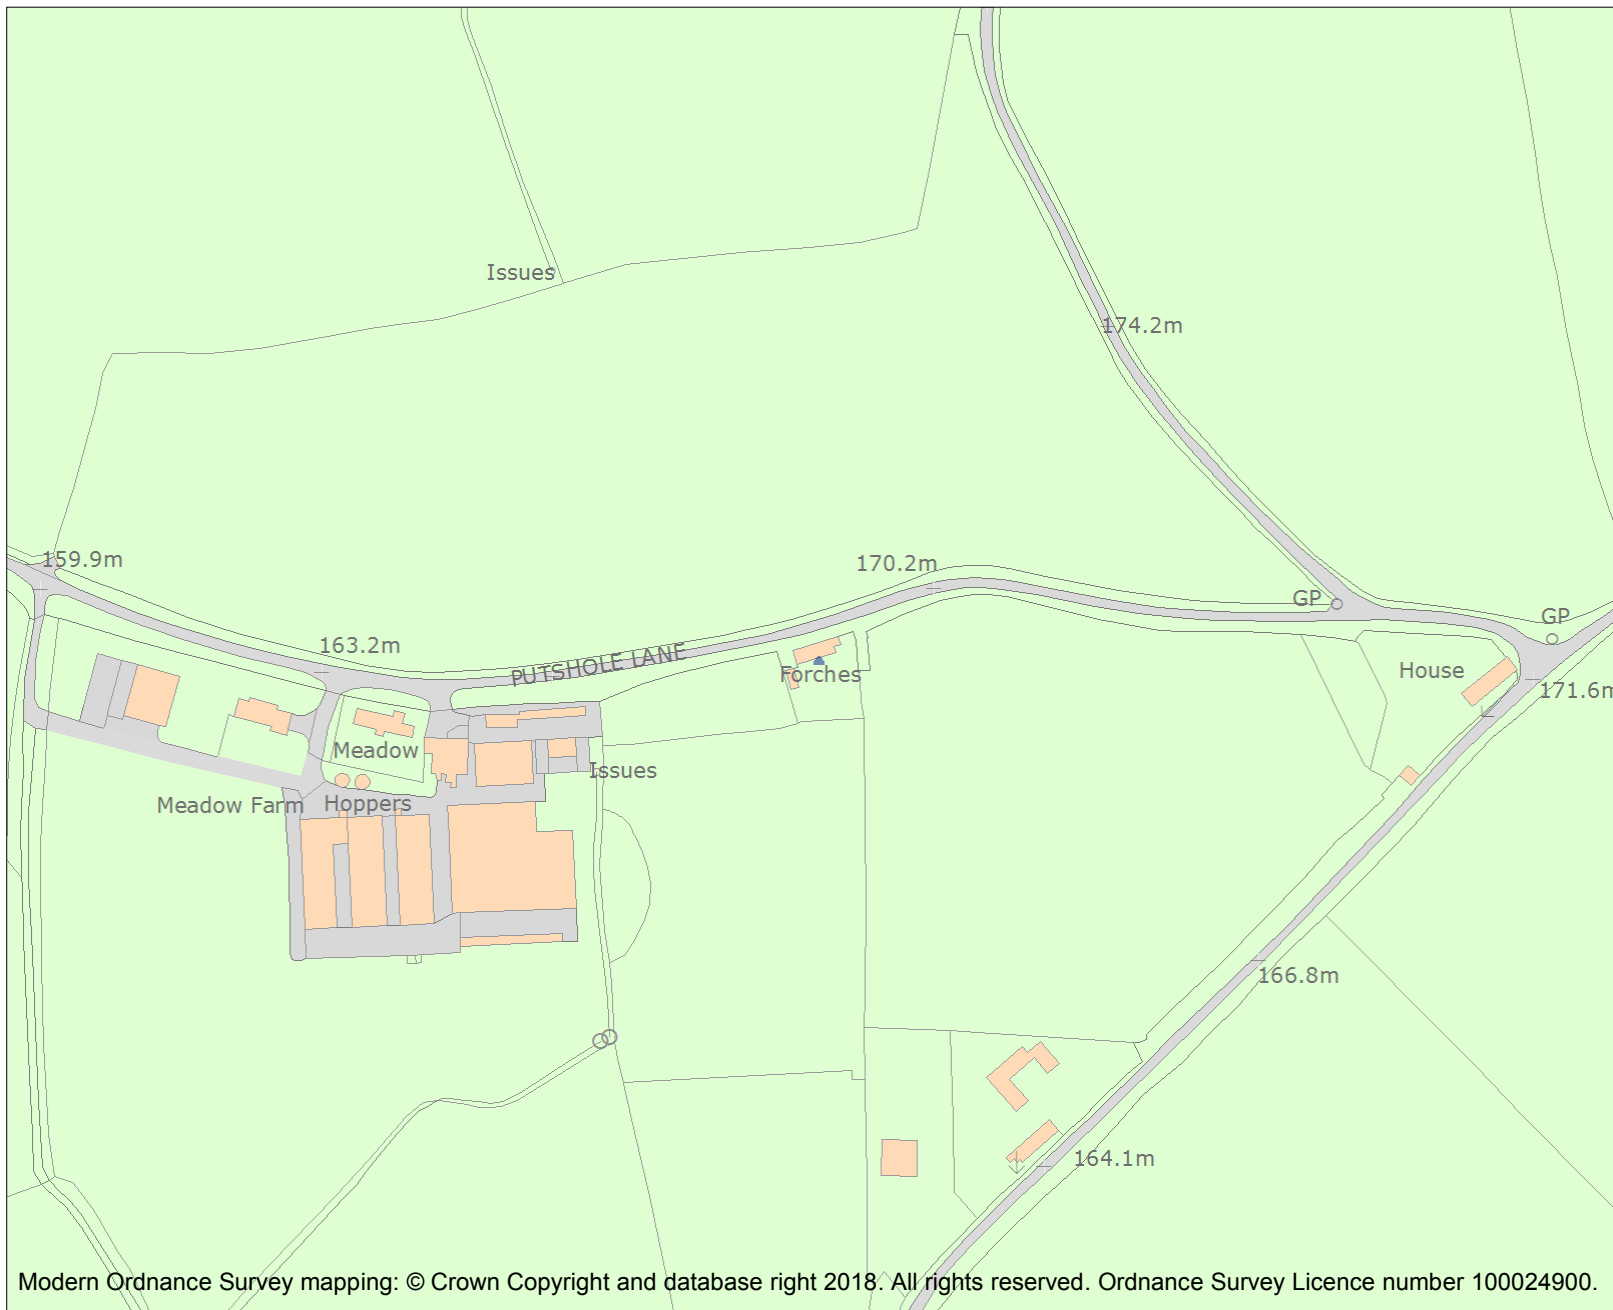 Issues
174.2m
159.9m
170.2m
GP
GP
163.2m
PUTSHOLE LANE
House
Forches
171.6m
Meadow
Issues
Meadow Farm
Hoppers
166.8m
164.1m
Modern Ordnance Survey mapping: © Crown Copyright and database right 2018. All rights reserved. Ordnance Survey Licence number 100024900.